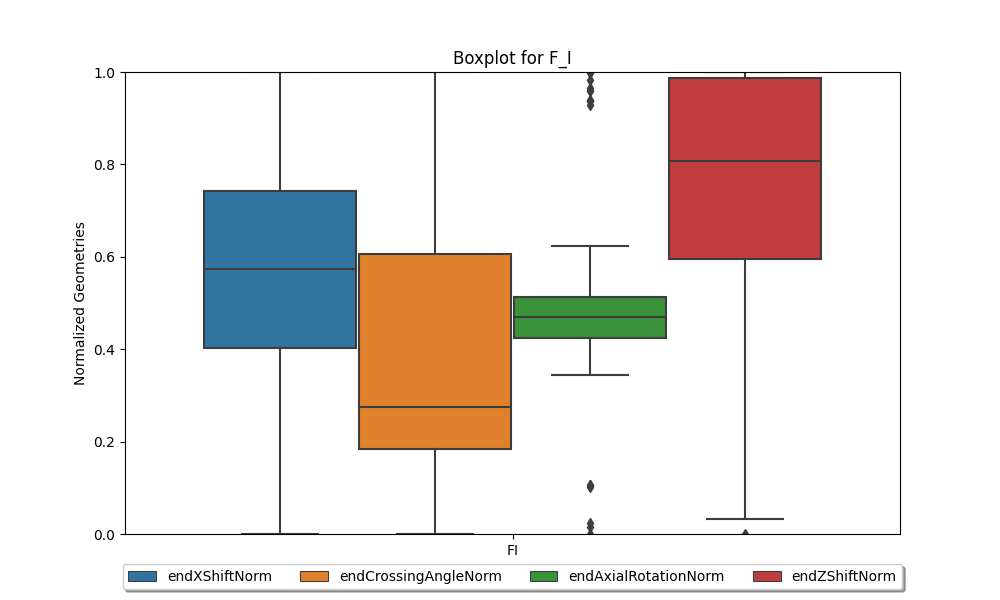 Boxplot for F_I
1.0
0.8
0.6
0.4
0.2
0.0
Normalized Geometries
FI
endXShiftNorm endCrossingAngleNorm endAxialRotationNorm endZShiftNorm